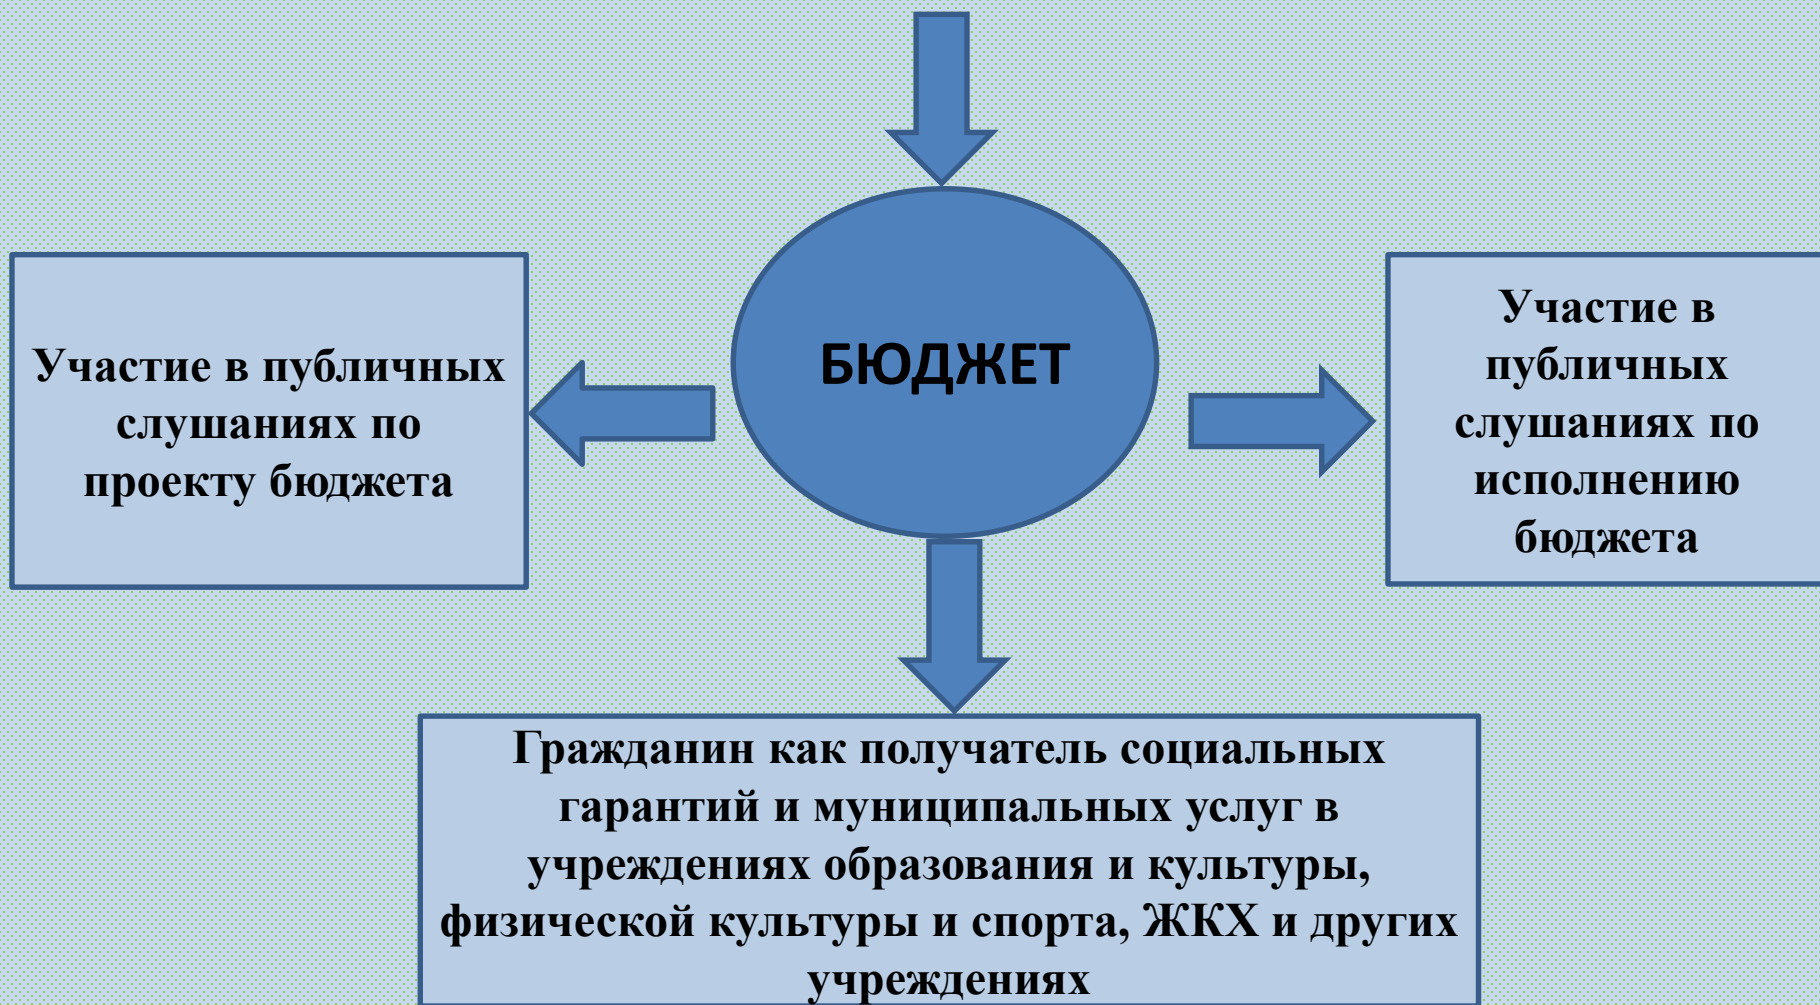 БЮДЖЕТ
Участие в публичных
слушаниях по
проекту бюджета
Участие в
публичных
слушаниях по
исполнению
бюджета
Гражданин как получатель социальных
гарантий и муниципальных услуг в
учреждениях образования и культуры,
физической культуры и спорта, ЖКХ и других
учреждениях